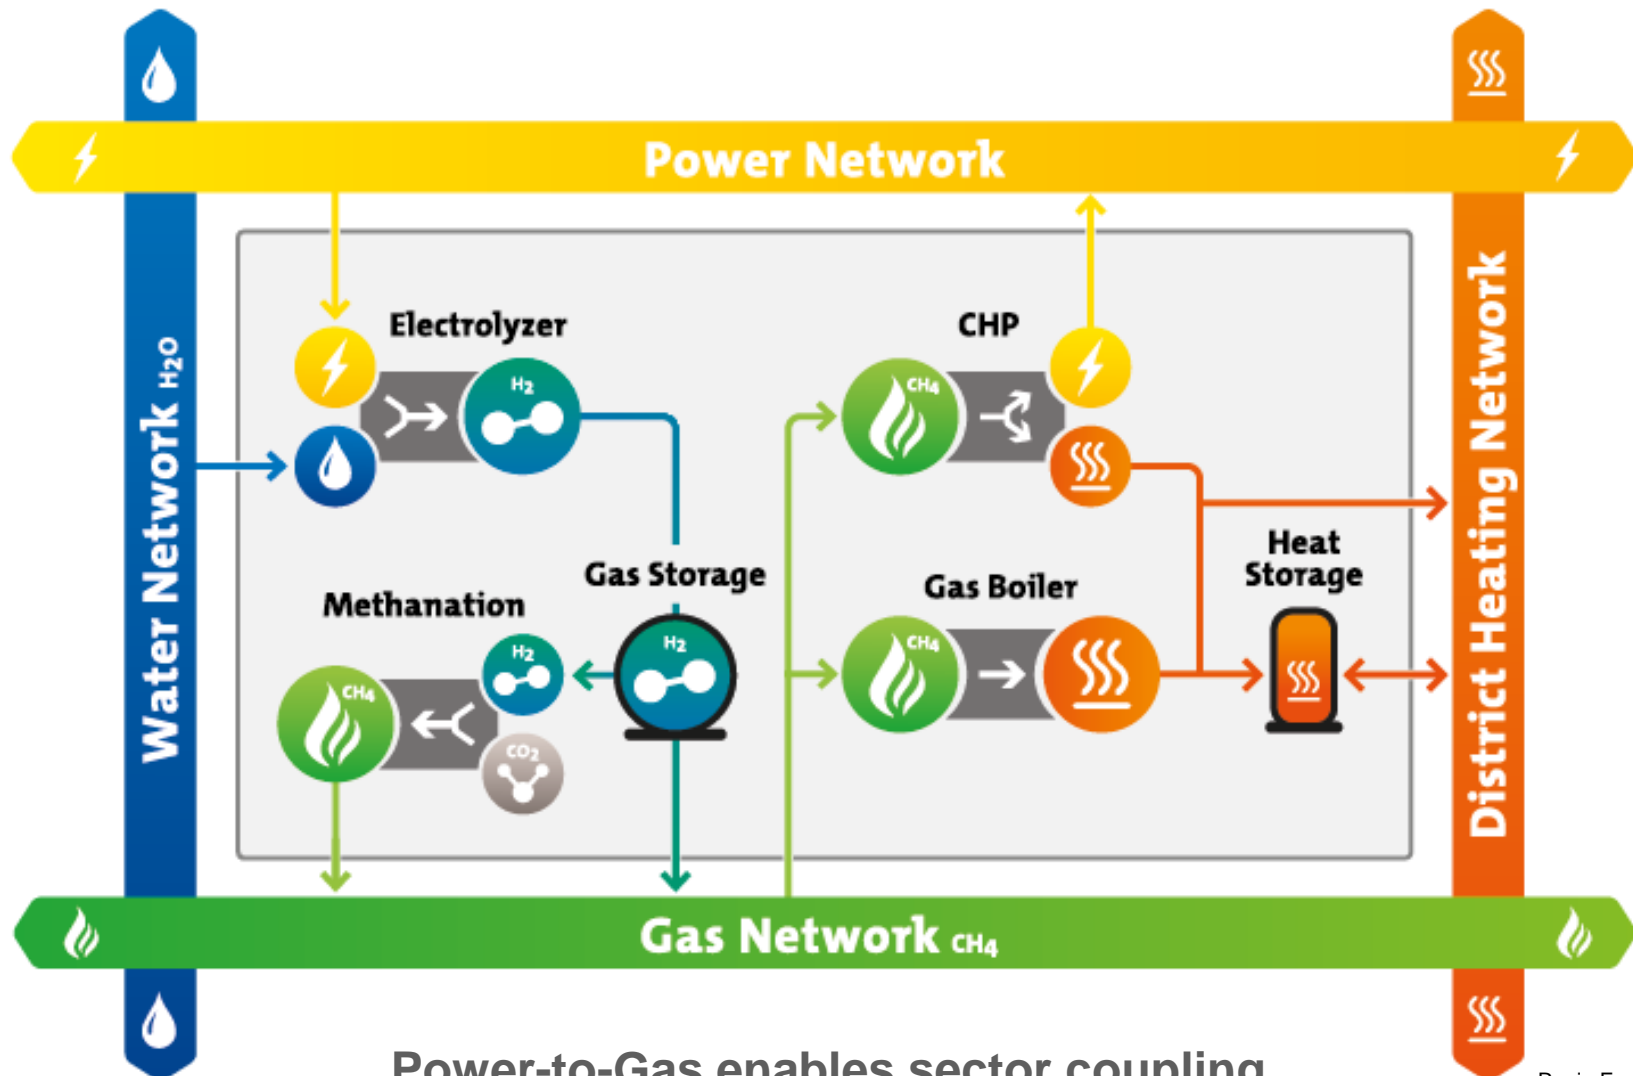 Power Network
Water Network H2O
District Heating Network
Electrolyzer
H2
CHP
CH4
Gas Storage
H2
Methanation
H2
CH4
CO2
Gas Boiler
CH4
Heat
Storage
Gas Network CH4
Power-to-Gas enables sector coupling